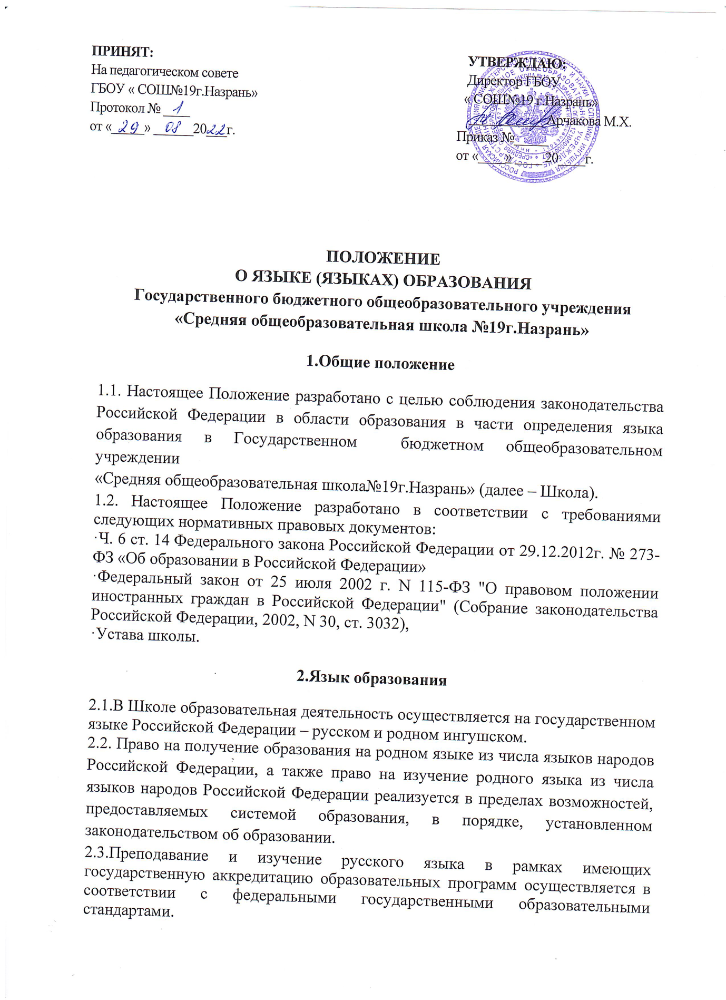 ПРИНЯТ:
На педагогическом совете
ГБОУ « СОШ№19г.Назрань»
Протокол № 1
от « 29 » 08 2022г.
УТВЕРЖДАЮ:
Директор ГБОУ
« СОШ№19 г.Назрань»
Арчакова М.Х.
Приказ №______
от «____» ____ 20____г.
ПОЛОЖЕНИЕ
О ЯЗЫКЕ (ЯЗЫКАХ) ОБРАЗОВАНИЯ
Государственного бюджетного общеобразовательного учреждения
«Средняя общеобразовательная школа №19г.Назрань»
1.Общие положение
1.1. Настоящее Положение разработано с целью соблюдения законодательства
Российской Федерации в области образования в части определения языка
образования в Государственном бюджетном общеобразовательном
учреждении
«Средняя общеобразовательная школа№19г.Назрань» (далее – Школа).
1.2. Настоящее Положение разработано в соответствии с требованиями
следующих нормативных правовых документов:
·Ч. 6 ст. 14 Федерального закона Российской Федерации от 29.12.2012г. № 273-
ФЗ «Об образовании в Российской Федерации»
·Федеральный закон от 25 июля 2002 г. N 115-ФЗ "О правовом положении
иностранных граждан в Российской Федерации" (Собрание законодательства
Российской Федерации, 2002, N 30, ст. 3032),
·Устава школы.
2.Язык образования
2.1.В Школе образовательная деятельность осуществляется на государственном
языке Российской Федерации – русском и родном ингушском.
2.2. Право на получение образования на родном языке из числа языков народов
Российской Федерации, а также право на изучение родного языка из числа
языков народов Российской Федерации реализуется в пределах возможностей,
предоставляемых системой образования, в порядке, установленном
законодательством об образовании.
2.3.Преподавание и изучение русского языка в рамках имеющих
государственную аккредитацию образовательных программ осуществляется в
соответствии с федеральными государственными образовательными
стандартами.